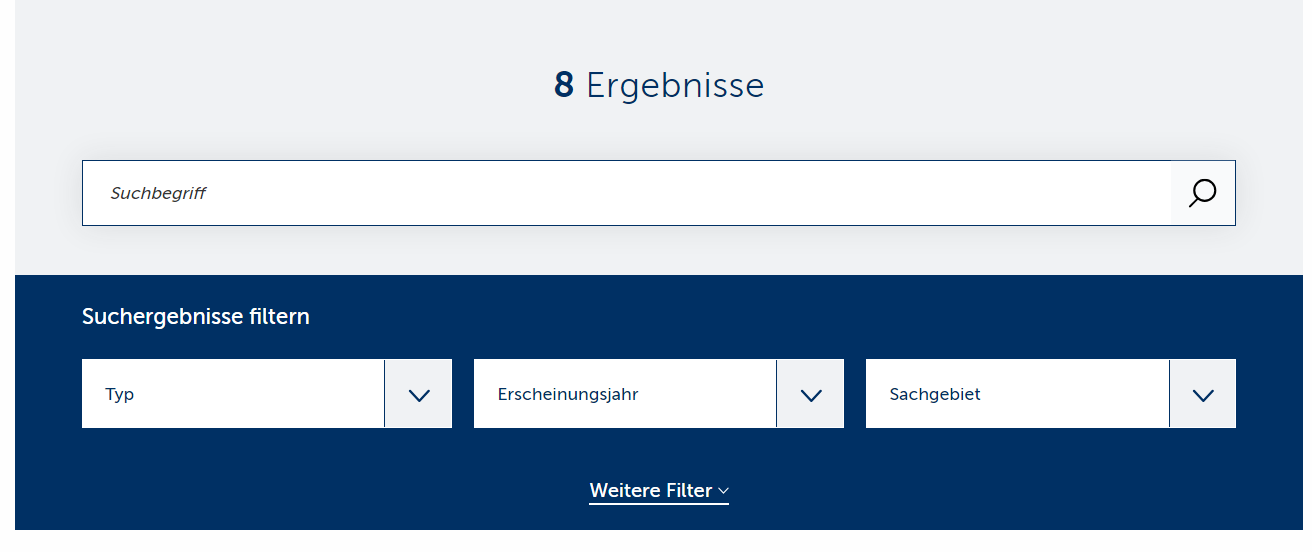 8 Ergebnisse
Suchbegriff
Suchergebnisse filtern
Typ
Erscheinungsjahr
Sachgebiet
Weitere Filter